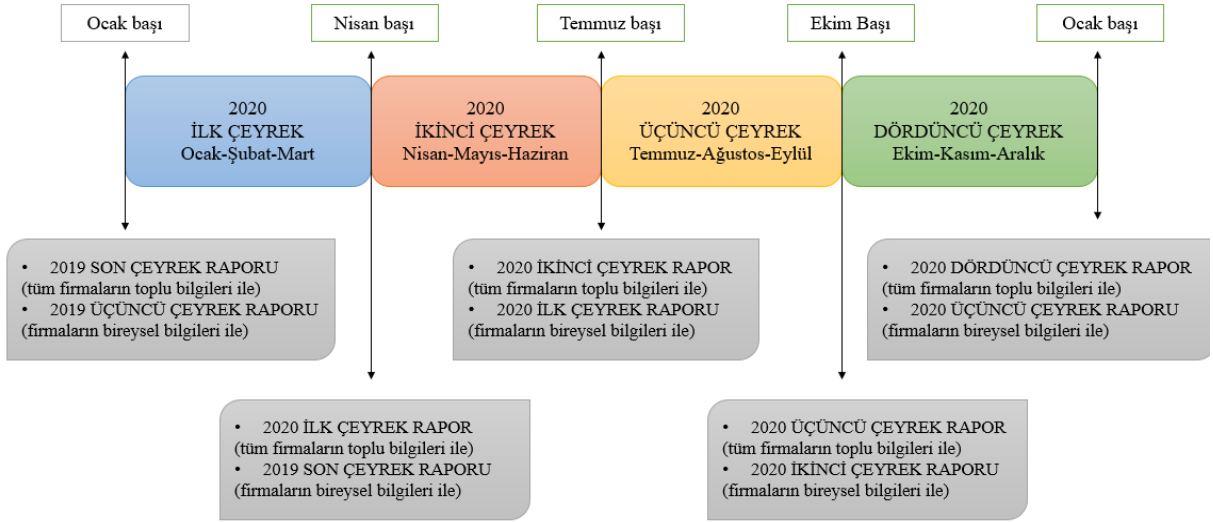 Ocak başı
Nisan başı
Temmuz başı
Ekim Başı
Ocak başı
2020
İLK ÇEYREK
Ocak-Şubat-Mart
2020
İKİNCİ ÇEYREK
Nisan-Mayıs-Haziran
2020
ÜÇÜNCÜ ÇEYREK
Temmuz-Ağustos-Eylül
2020
DÖRDÜNCÜ ÇEYREK
Ekim-Kasım-Aralık
• 2019 SON ÇEYREK RAPORU
(tüm firmaların toplu bilgileri ile)
• 2019 ÜÇÜNCÜ ÇEYREK RAPORU
(firmaların bireysel bilgileri ile)
• 2020 İKİNCİ ÇEYREK RAPOR
(tüm firmaların toplu bilgileri ile)
• 2020 İLK ÇEYREK RAPORU
(firmaların bireysel bilgileri ile)
• 2020 DÖRDÜNCÜ ÇEYREK RAPOR
(tüm firmaların toplu bilgileri ile)
• 2020 ÜÇÜNCÜ ÇEYREK RAPORU
(firmaların bireysel bilgileri ile)
• 2020 İLK ÇEYREK RAPOR
(tüm firmaların toplu bilgileri ile)
• 2019 SON ÇEYREK RAPORU
(firmaların bireysel bilgileri ile)
• 2020 ÜÇÜNCÜ ÇEYREK RAPOR
(tüm firmaların toplu bilgileri ile)
• 2020 İKİNCİ ÇEYREK RAPORU
(firmaların bireysel bilgileri ile)